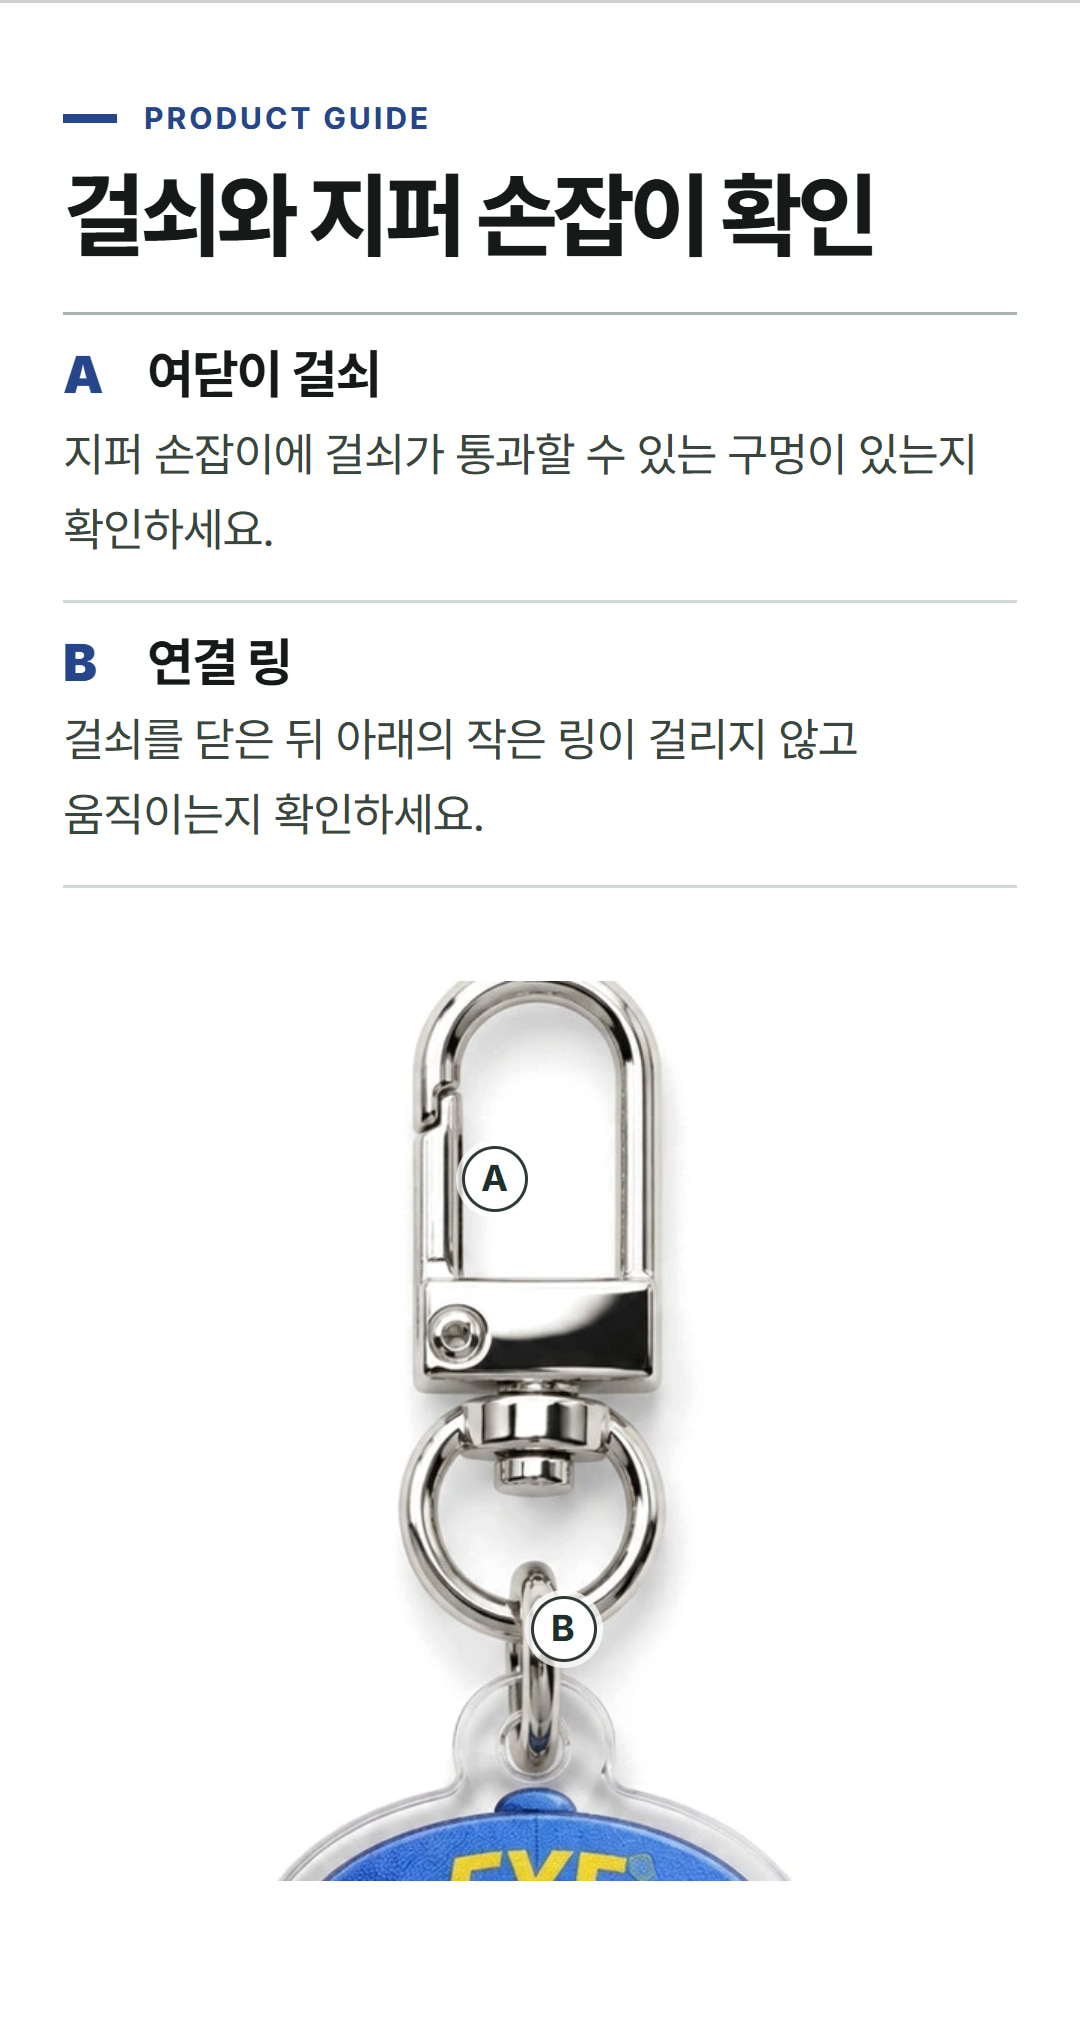 PRODUCT GUIDE
걸쇠와 지퍼 손잡이 확인
A 여닫이 걸쇠
지퍼 손잡이에 걸쇠가 통과할 수 있는 구멍이 있는지
확인하세요.
B 연결 링
걸쇠를 닫은 뒤 아래의 작은 링이 걸리지 않고
움직이는지 확인하세요.
A
B